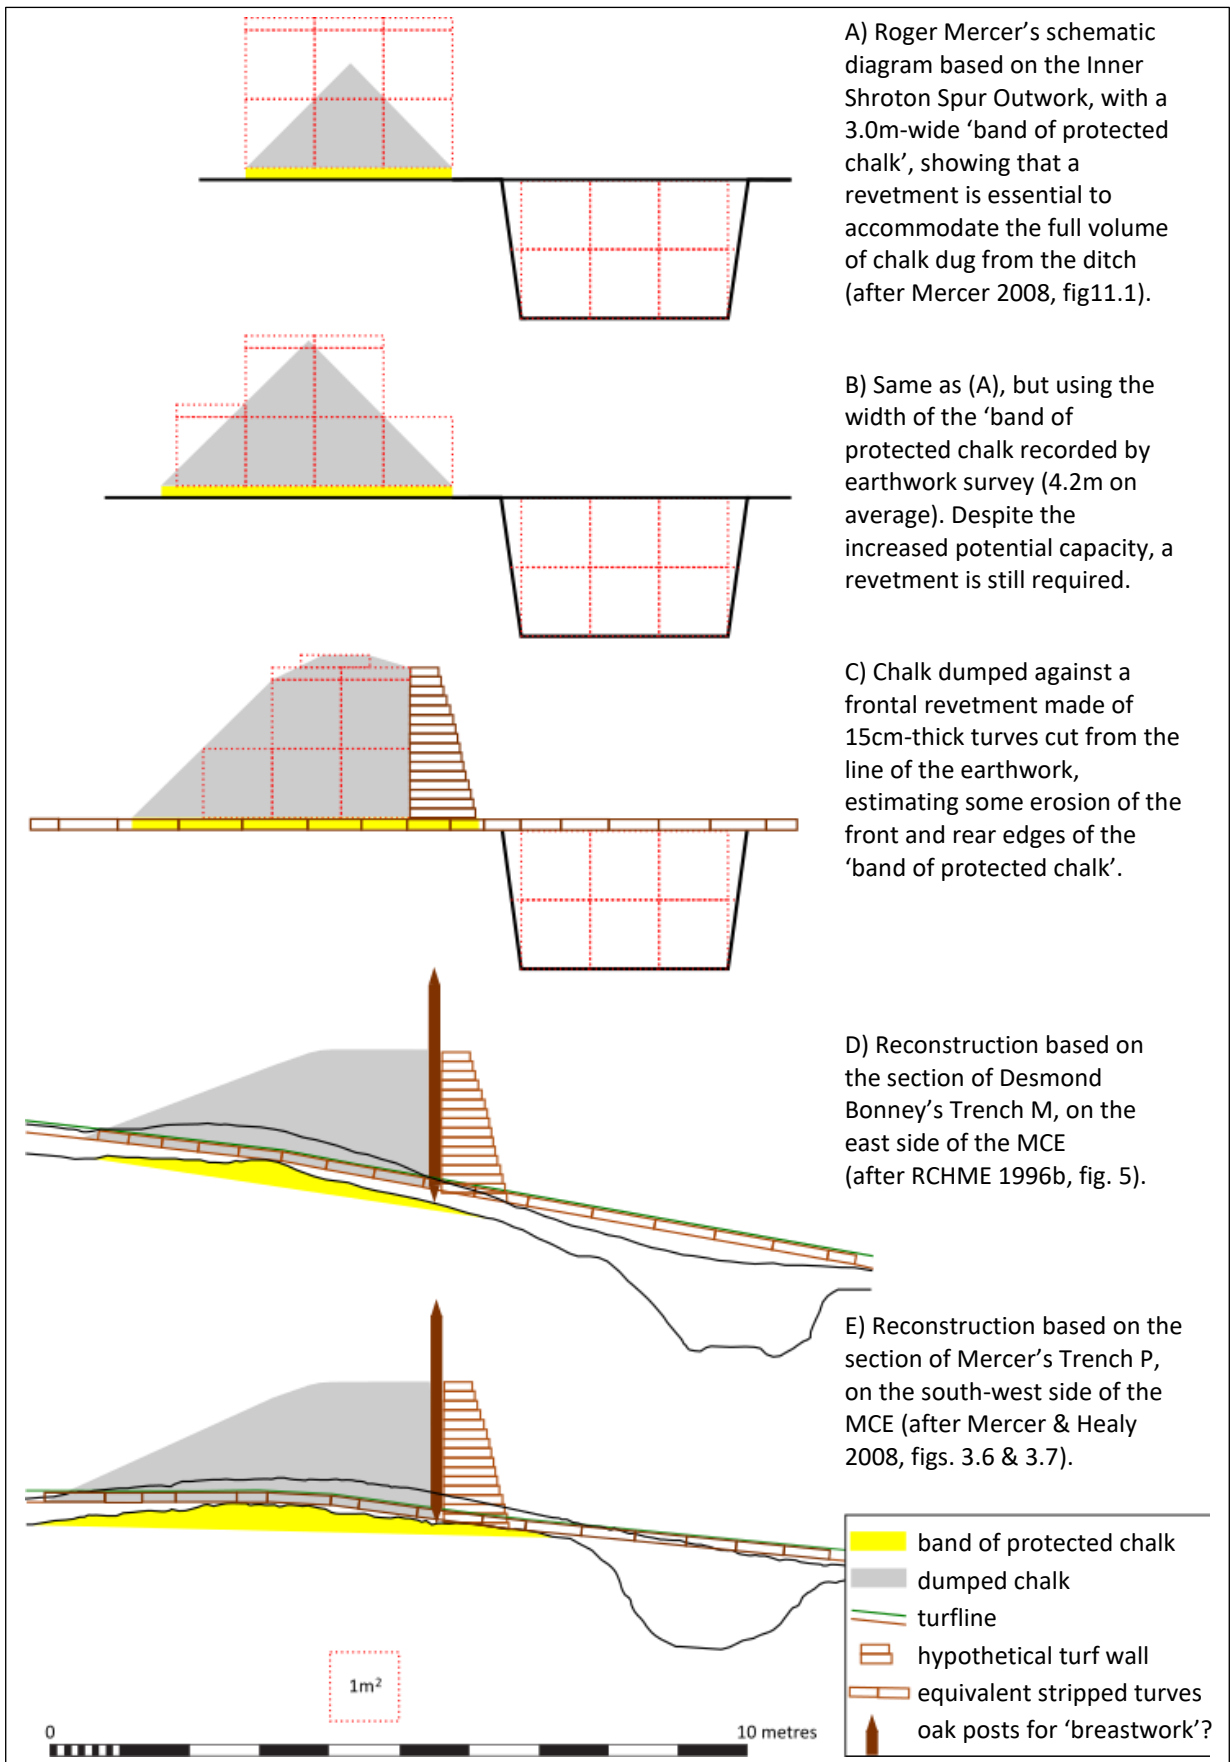 A) Roger Mercer’s schematic
diagram based on the Inner
Shroton Spur Outwork, with a
3.0m-wide ‘band of protected
chalk’, showing that a
revetment is essential to
accommodate the full volume
of chalk dug from the ditch
(after Mercer 2008, fig11.1).
B) Same as (A), but using the
width of the ‘band of
protected chalk recorded by
earthwork survey (4.2m on
average). Despite the
increased potential capacity, a
revetment is still required.
C) Chalk dumped against a
frontal revetment made of
15cm-thick turves cut from the
line of the earthwork,
estimating some erosion of the
front and rear edges of the
‘band of protected chalk’.
D) Reconstruction based on
the section of Desmond
Bonney’s Trench M, on the
east side of the MCE
(after RCHME 1996b, fig. 5).
E) Reconstruction based on the
section of Mercer’s Trench P,
on the south-west side of the
MCE (after Mercer & Healy
2008, figs. 3.6 & 3.7).
band of protected chalk
dumped chalk
turfline
hypothetical turf wall
equivalent stripped turves
oak posts for ‘breastwork’?
1m²
0
10 metres